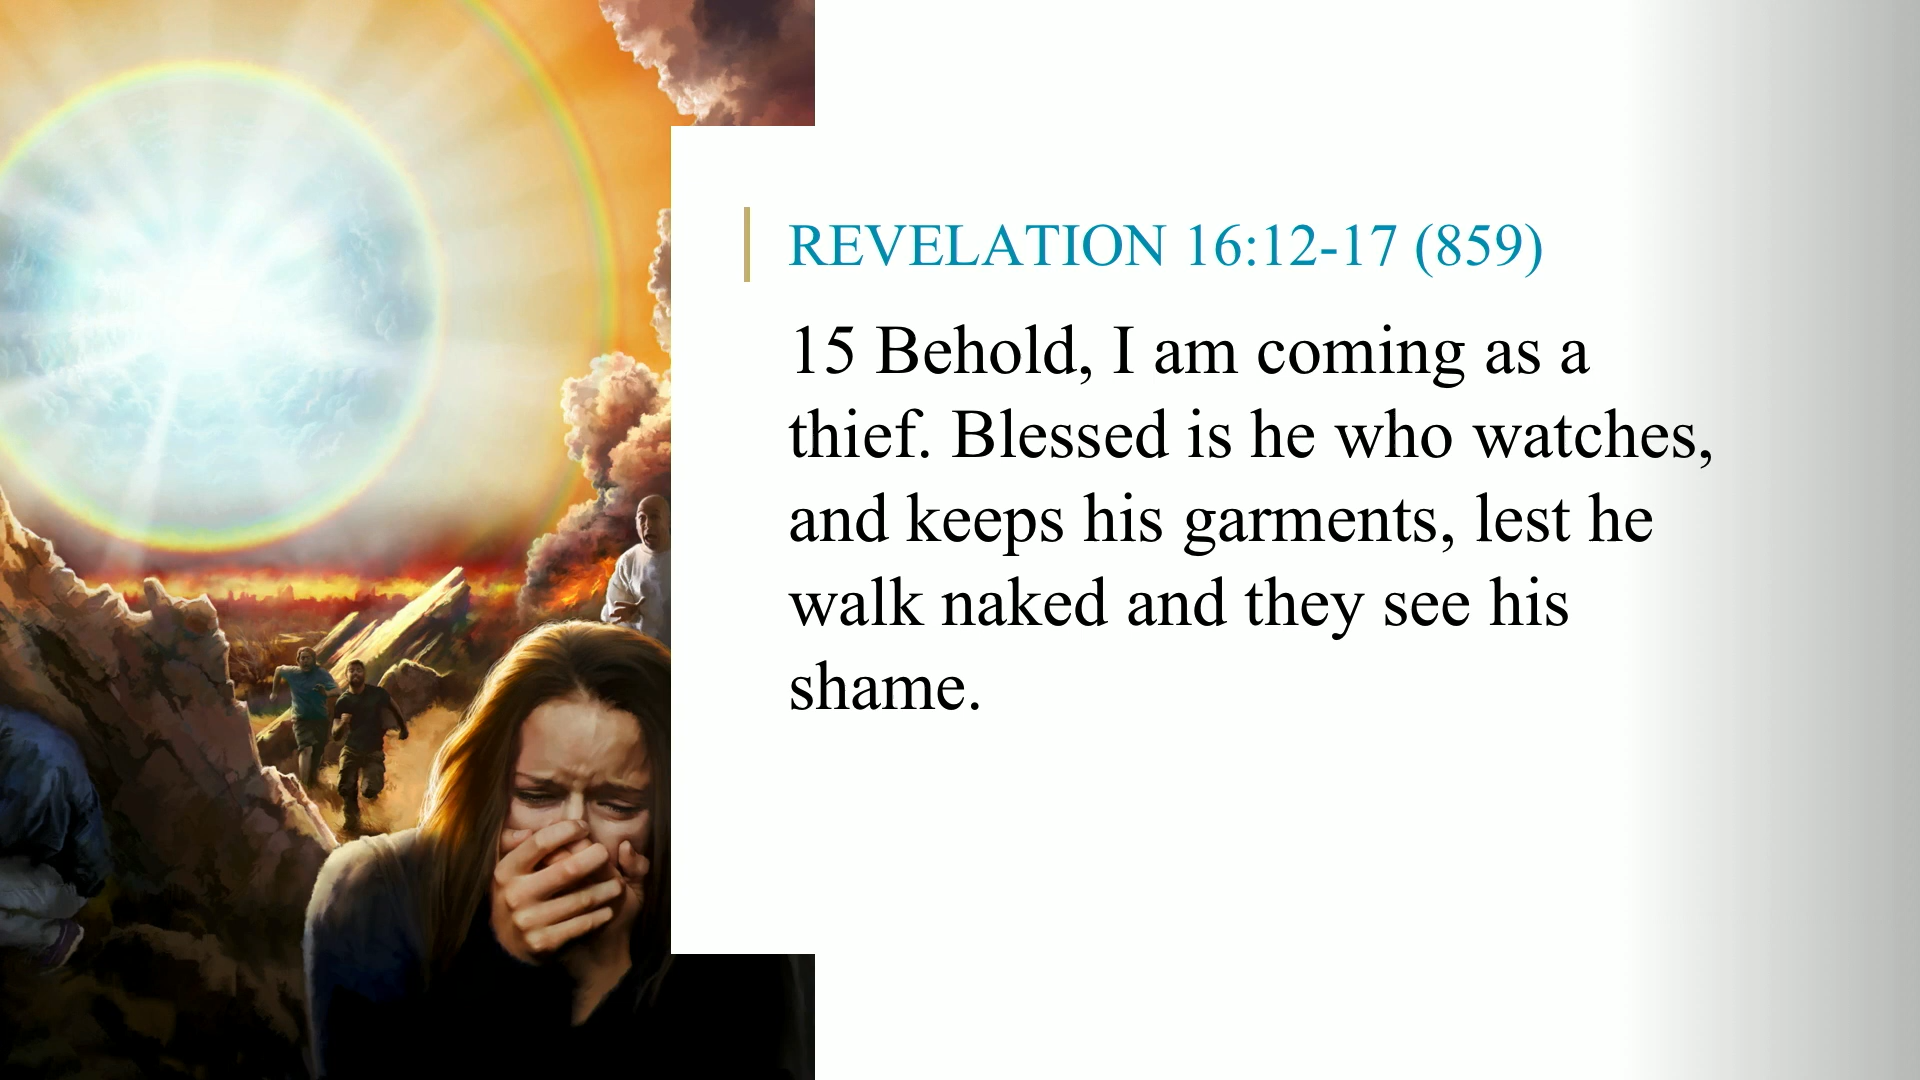 REVELATION 16:12-17 (859)
15 Behold, I am coming as a
thief. Blessed is he who watches,
and keeps his garments, lest he
walk naked and they see his
shame.